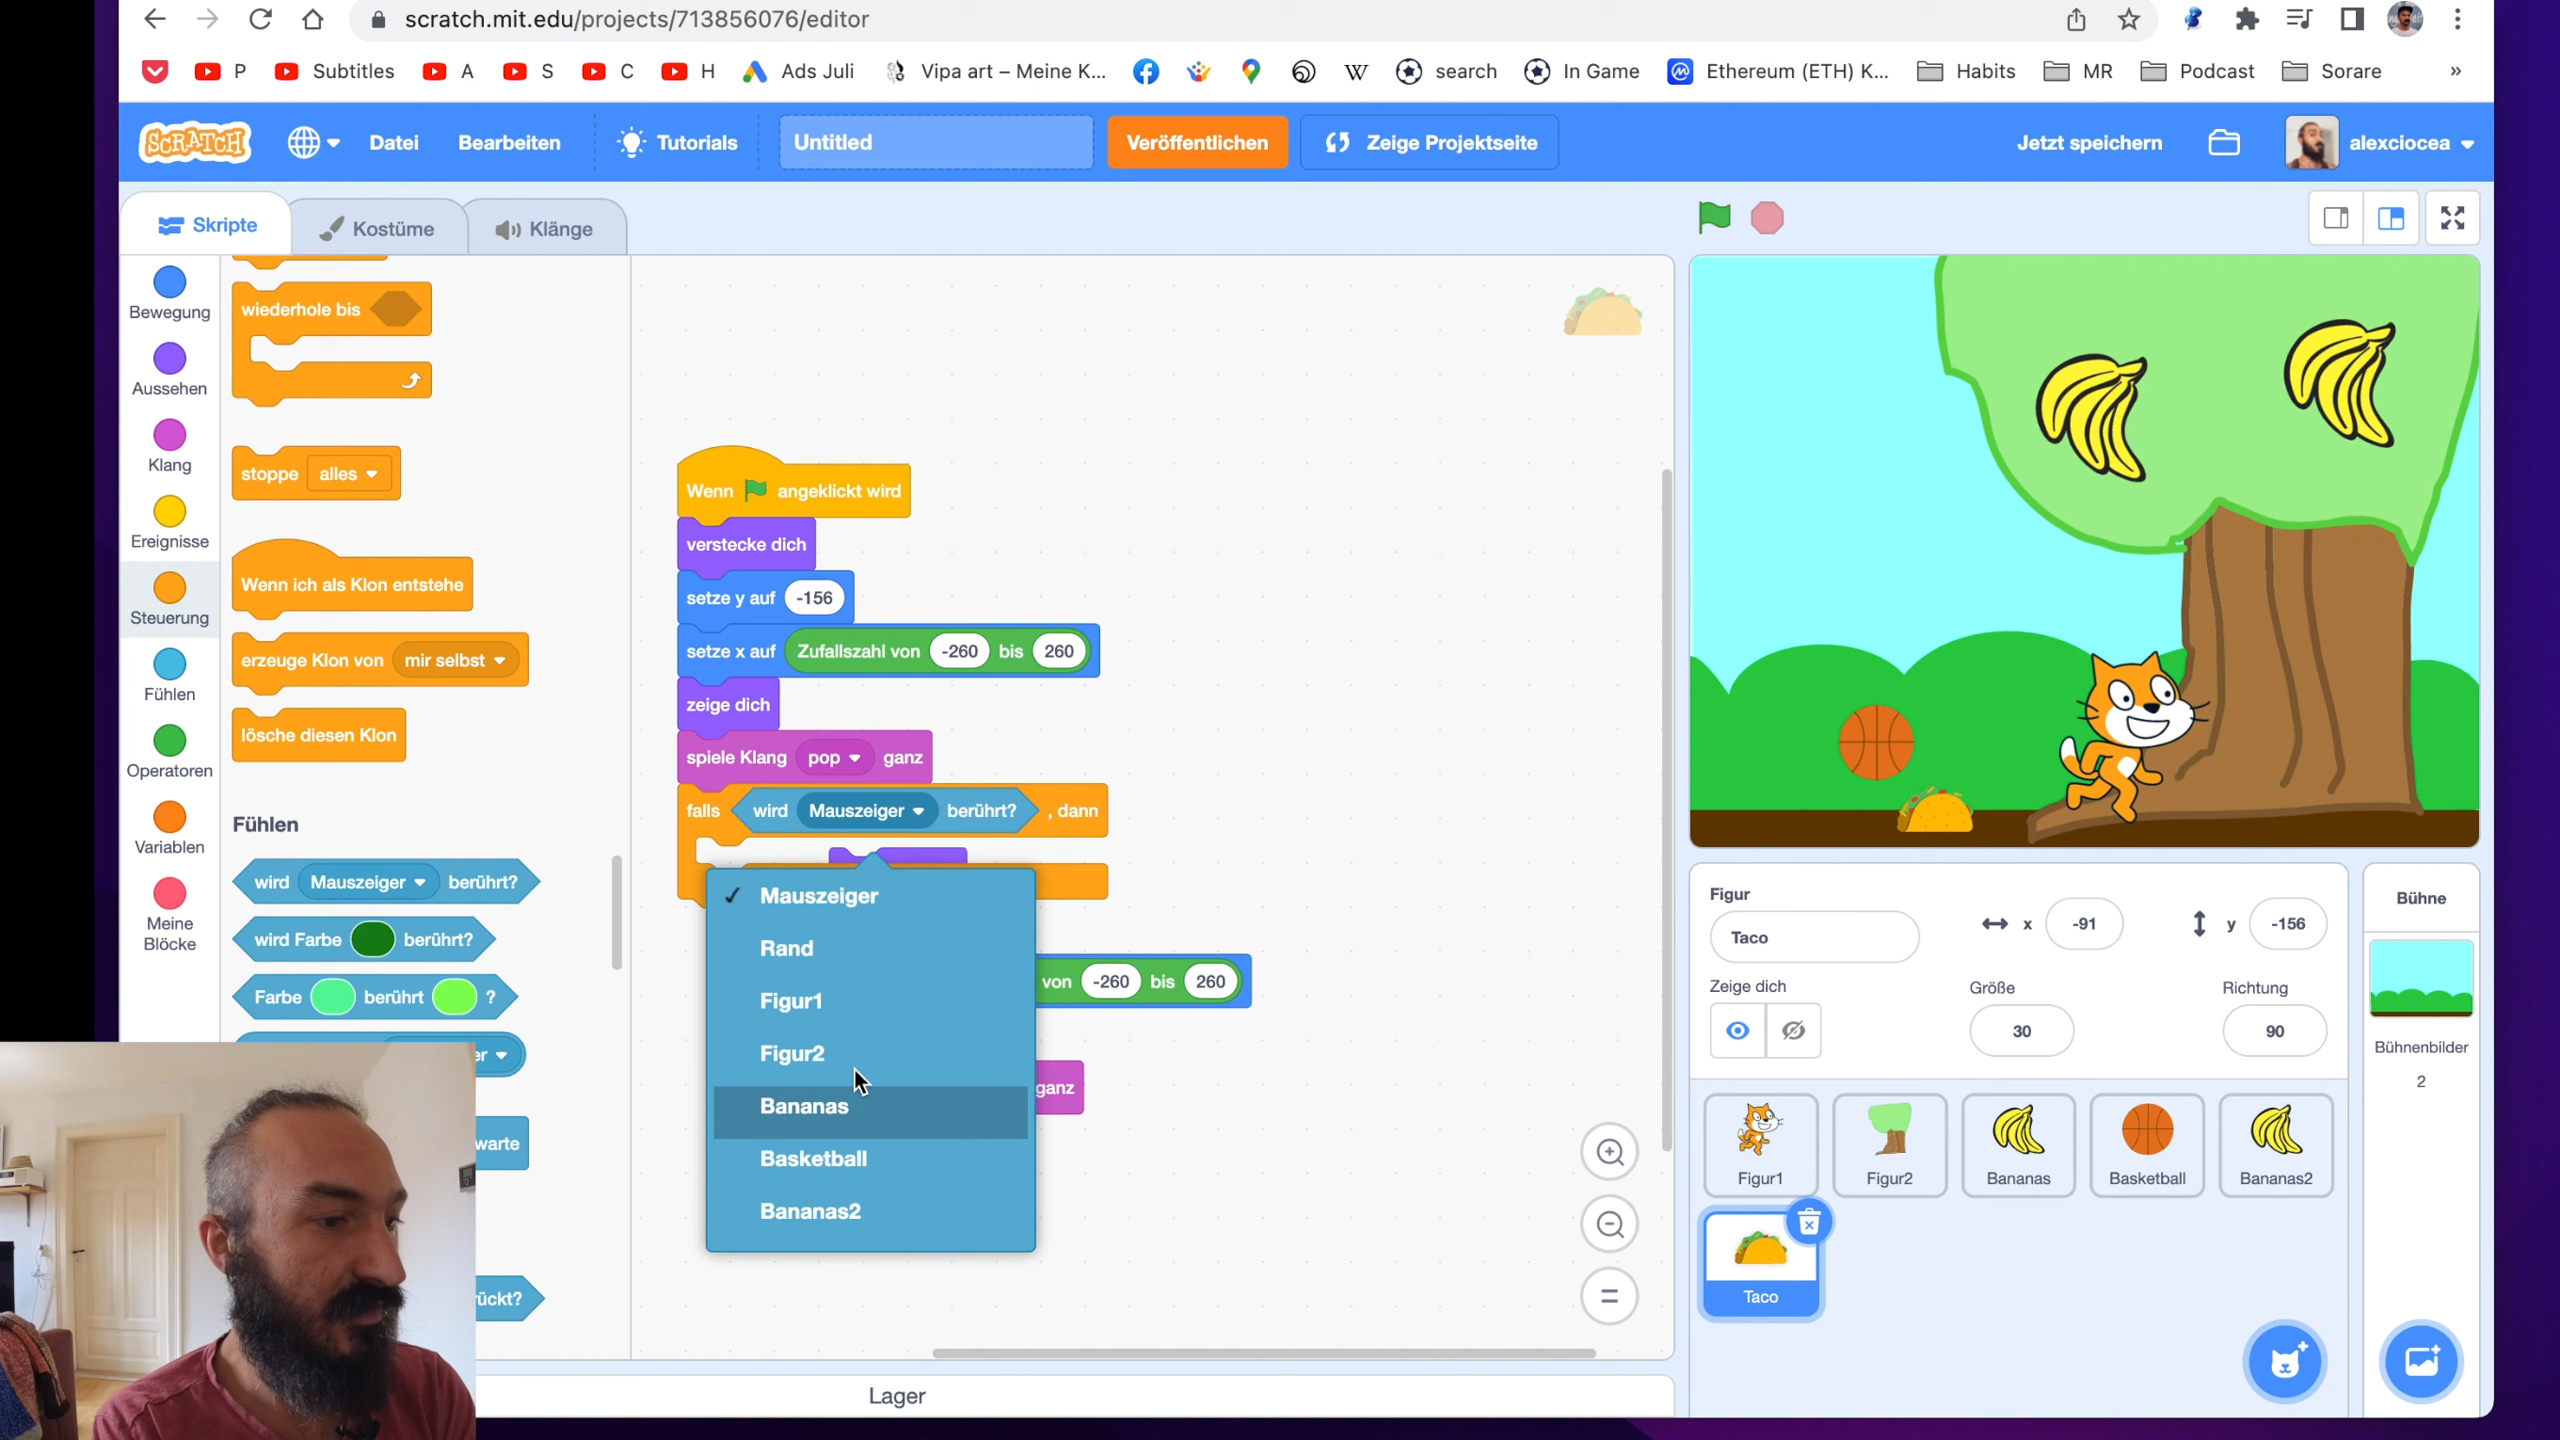 scratch.mit.edu/projects/713856076/editor
P
Subtitles
A
S
C
H
Ads Juli
Vipa art – Meine K...
W
search
In Game
Ethereum (ETH) K...
Habits
MR
Podcast
Sorare
»
SCRATCH
Datei
Bearbeiten
Tutorials
Untitled
Veröffentlichen
Zeige Projektseite
Jetzt speichern
alexciocea
Skripte
Kostüme
Klänge
Bewegung
Aussehen
Klang
Ereignisse
Steuerung
Fühlen
Operatoren
Variablen
Meine
Blöcke
wiederhole bis
stoppe alles
Wenn ich als Klon entstehe
erzeuge Klon von mir selbst
lösche diesen Klon
Fühlen
wird Mauszeiger berührt?
wird Farbe berührt?
Farbe berührt ?
er
warte
ückt?
Wenn angeklickt wird
verstecke dich
setze y auf -156
setze x auf Zufallszahl von -260 bis 260
zeige dich
spiele Klang pop ganz
falls wird Mauszeiger berührt? , dann
✓ Mauszeiger
Rand
Figur1
Figur2
Bananas
Basketball
Bananas2
von -260 bis 260
ganz
Lager
Figur
Taco
x -91
y -156
Zeige dich
Größe
30
Richtung
90
Figur1
Figur2
Bananas
Basketball
Bananas2
Taco
Bühne
Bühnenbilder
2